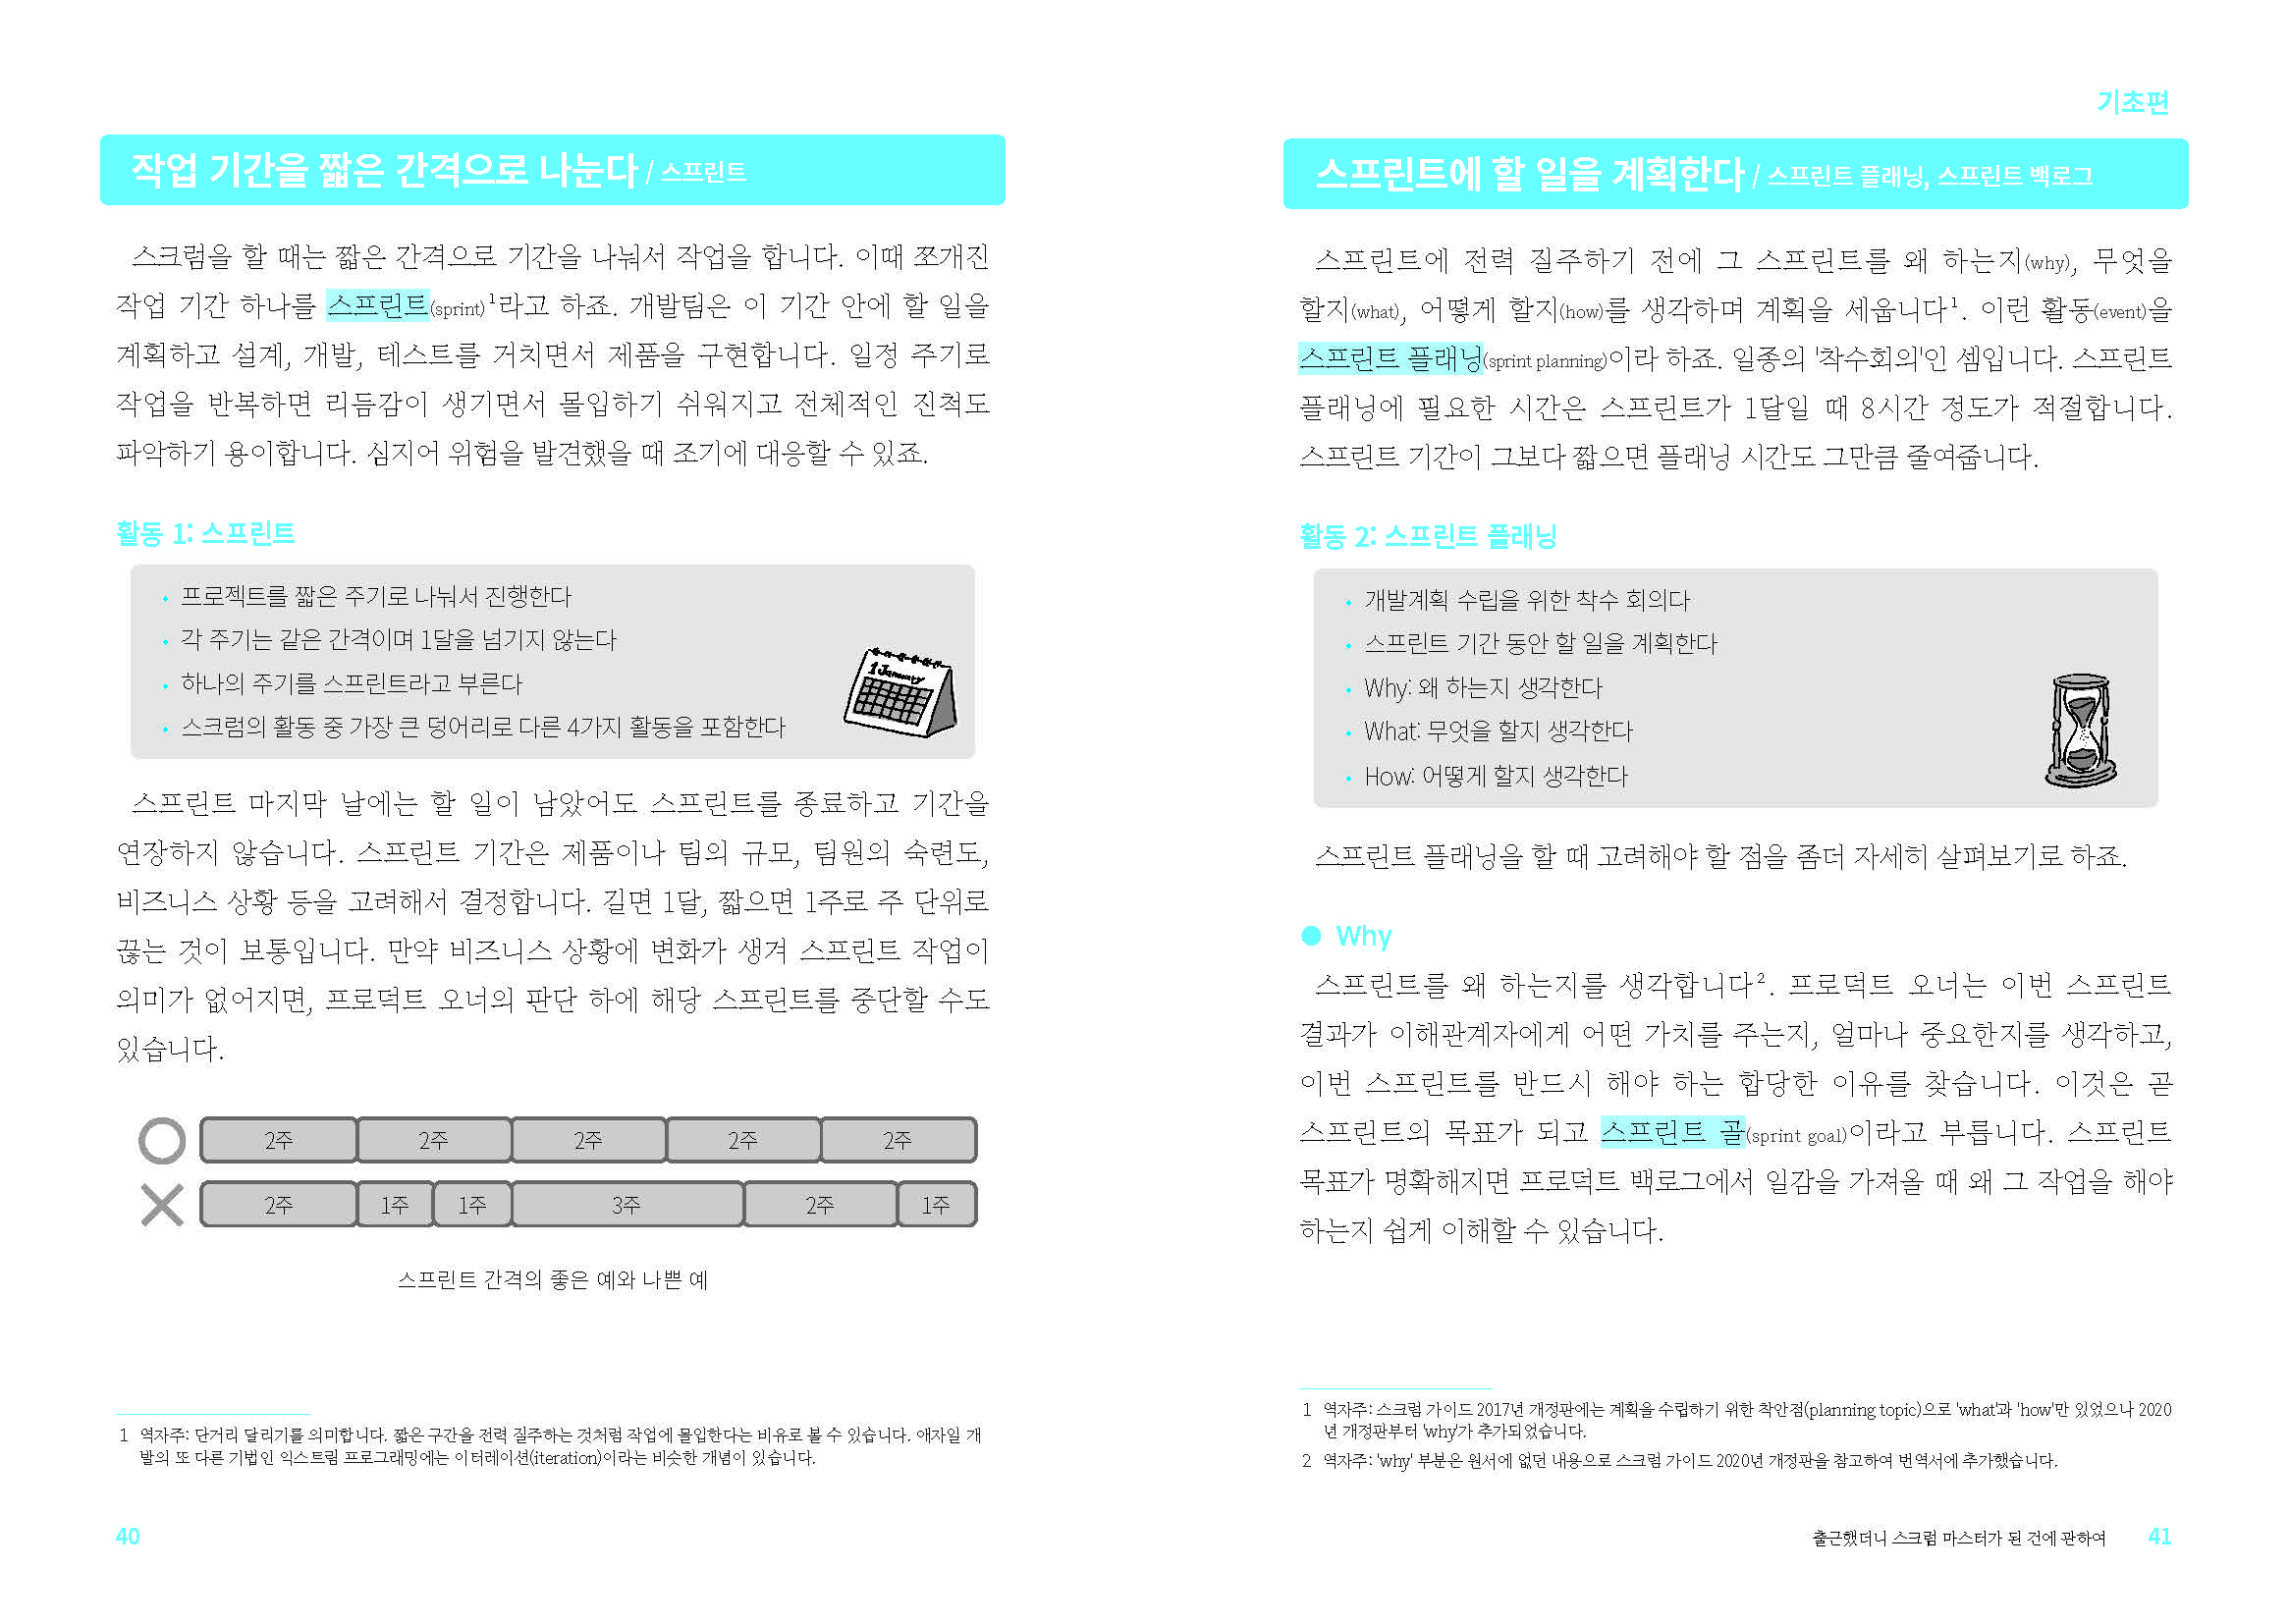 작업 기간을 짧은 간격으로 나눈다 / 스프린트
스크럼을 할 때는 짧은 간격으로 기간을 나눠서 작업을 합니다. 이때 쪼개진
작업 기간 하나를 스프린트(sprint)¹라고 하죠. 개발팀은 이 기간 안에 할 일을
계획하고 설계, 개발, 테스트를 거치면서 제품을 구현합니다. 일정 주기로
작업을 반복하면 리듬감이 생기면서 몰입하기 쉬워지고 전체적인 진척도
파악하기 용이합니다. 심지어 위험을 발견했을 때 조기에 대응할 수 있죠.
활동 1: 스프린트
• 프로젝트를 짧은 주기로 나눠서 진행한다
• 각 주기는 같은 간격이며 1달을 넘기지 않는다
• 하나의 주기를 스프린트라고 부른다
• 스크럼의 활동 중 가장 큰 덩어리로 다른 4가지 활동을 포함한다
1 January
스프린트 마지막 날에는 할 일이 남았어도 스프린트를 종료하고 기간을
연장하지 않습니다. 스프린트 기간은 제품이나 팀의 규모, 팀원의 숙련도,
비즈니스 상황 등을 고려해서 결정합니다. 길면 1달, 짧으면 1주로 주 단위로
끊는 것이 보통입니다. 만약 비즈니스 상황에 변화가 생겨 스프린트 작업이
의미가 없어지면, 프로덕트 오너의 판단 하에 해당 스프린트를 중단할 수도
있습니다.
2주 2주 2주 2주 2주
2주 1주 1주 3주 2주 1주
스프린트 간격의 좋은 예와 나쁜 예
1 역자주: 단거리 달리기를 의미합니다. 짧은 구간을 전력 질주하는 것처럼 작업에 몰입한다는 비유로 볼 수 있습니다. 애자일 개
발의 또 다른 기법인 익스트림 프로그래밍에는 이터레이션(iteration)이라는 비슷한 개념이 있습니다.
40
기초편
스프린트에 할 일을 계획한다 / 스프린트 플래닝, 스프린트 백로그
스프린트에 전력 질주하기 전에 그 스프린트를 왜 하는지(why), 무엇을
할지(what), 어떻게 할지(how)를 생각하며 계획을 세웁니다¹. 이런 활동(event)을
스프린트 플래닝(sprint planning)이라 하죠. 일종의 '착수회의'인 셈입니다. 스프린트
플래닝에 필요한 시간은 스프린트가 1달일 때 8시간 정도가 적절합니다.
스프린트 기간이 그보다 짧으면 플래닝 시간도 그만큼 줄여줍니다.
활동 2: 스프린트 플래닝
• 개발계획 수립을 위한 착수 회의다
• 스프린트 기간 동안 할 일을 계획한다
• Why: 왜 하는지 생각한다
• What: 무엇을 할지 생각한다
• How: 어떻게 할지 생각한다
스프린트 플래닝을 할 때 고려해야 할 점을 좀더 자세히 살펴보기로 하죠.
● Why
스프린트를 왜 하는지를 생각합니다². 프로덕트 오너는 이번 스프린트
결과가 이해관계자에게 어떤 가치를 주는지, 얼마나 중요한지를 생각하고,
이번 스프린트를 반드시 해야 하는 합당한 이유를 찾습니다. 이것은 곧
스프린트의 목표가 되고 스프린트 골(sprint goal)이라고 부릅니다. 스프린트
목표가 명확해지면 프로덕트 백로그에서 일감을 가져올 때 왜 그 작업을 해야
하는지 쉽게 이해할 수 있습니다.
1 역자주: 스크럼 가이드 2017년 개정판에는 계획을 수립하기 위한 착안점(planning topic)으로 'what'과 'how'만 있었으나 2020
년 개정판부터 'why'가 추가되었습니다.
2 역자주: 'why' 부분은 원서에 없던 내용으로 스크럼 가이드 2020년 개정판을 참고하여 번역서에 추가했습니다.
출근했더니 스크럼 마스터가 된 건에 관하여 41